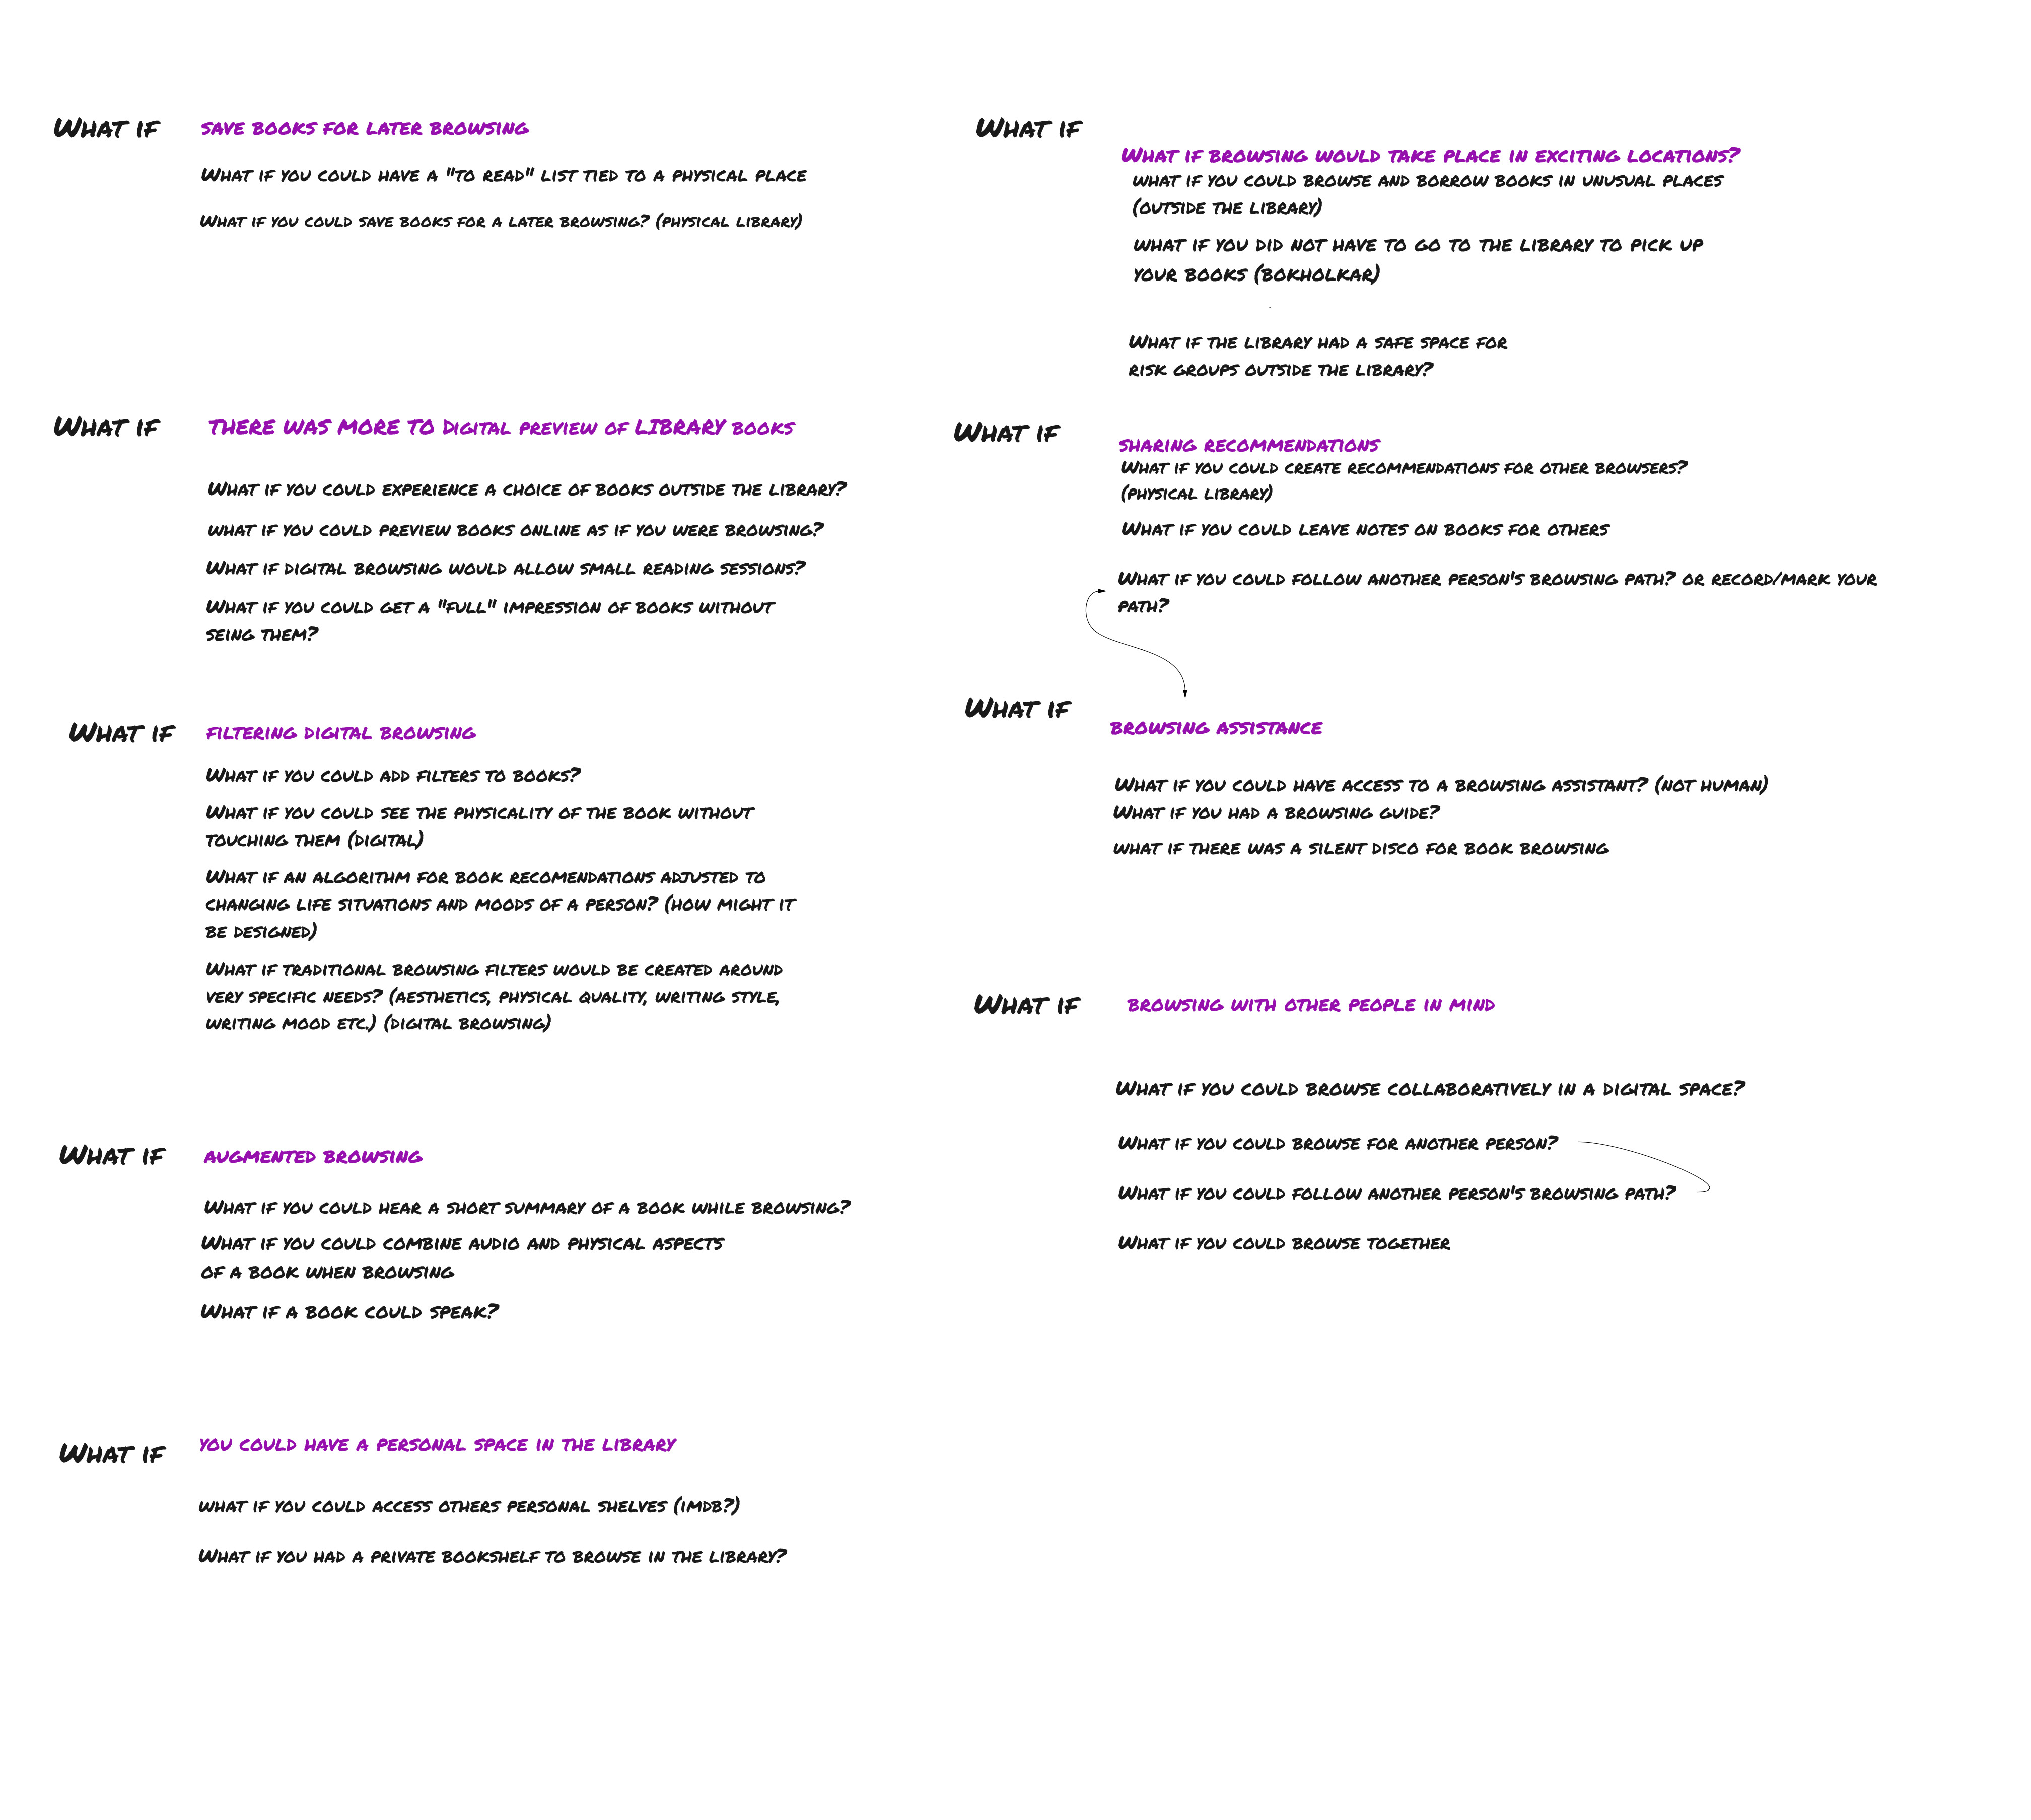 What if
save books for later browsing
What if you could have a "to read" list tied to a physical place
What if you could save books for a later browsing? (physical library)
What if
THERE WAS MORE TO Digital preview of LIBRARY books
What if you could experience a choice of books outside the library?
what if you could preview books online as if you were browsing?
What if digital browsing would allow small reading sessions?
What if you could get a "full" impression of books without
seing them?
What if
filtering digital browsing
What if you could add filters to books?
What if you could see the physicality of the book without
touching them (digital)
What if an algorithm for book recomendations adjusted to
changing life situations and moods of a person? (how might it
be designed)
What if traditional browsing filters would be created around
very specific needs? (aesthetics, physical quality, writing style,
writing mood etc.) (digital browsing)
What if
augmented browsing
What if you could hear a short summary of a book while browsing?
What if you could combine audio and physical aspects
of a book when browsing
What if a book could speak?
What if
you could have a personal space in the library
what if you could access others personal shelves (imdb?)
What if you had a private bookshelf to browse in the library?
What if
What if browsing would take place in exciting locations?
what if you could browse and borrow books in unusual places
(outside the library)
what if you did not have to go to the library to pick up
your books (bokholkar)
What if the library had a safe space for
risk groups outside the library?
What if
sharing recommendations
What if you could create recommendations for other browsers?
(physical library)
What if you could leave notes on books for others
What if you could follow another person's browsing path? or record/mark your
path?
What if
browsing assistance
What if you could have access to a browsing assistant? (not human)
What if you had a browsing guide?
what if there was a silent disco for book browsing
What if
browsing with other people in mind
What if you could browse collaboratively in a digital space?
What if you could browse for another person?
What if you could follow another person's browsing path?
What if you could browse together